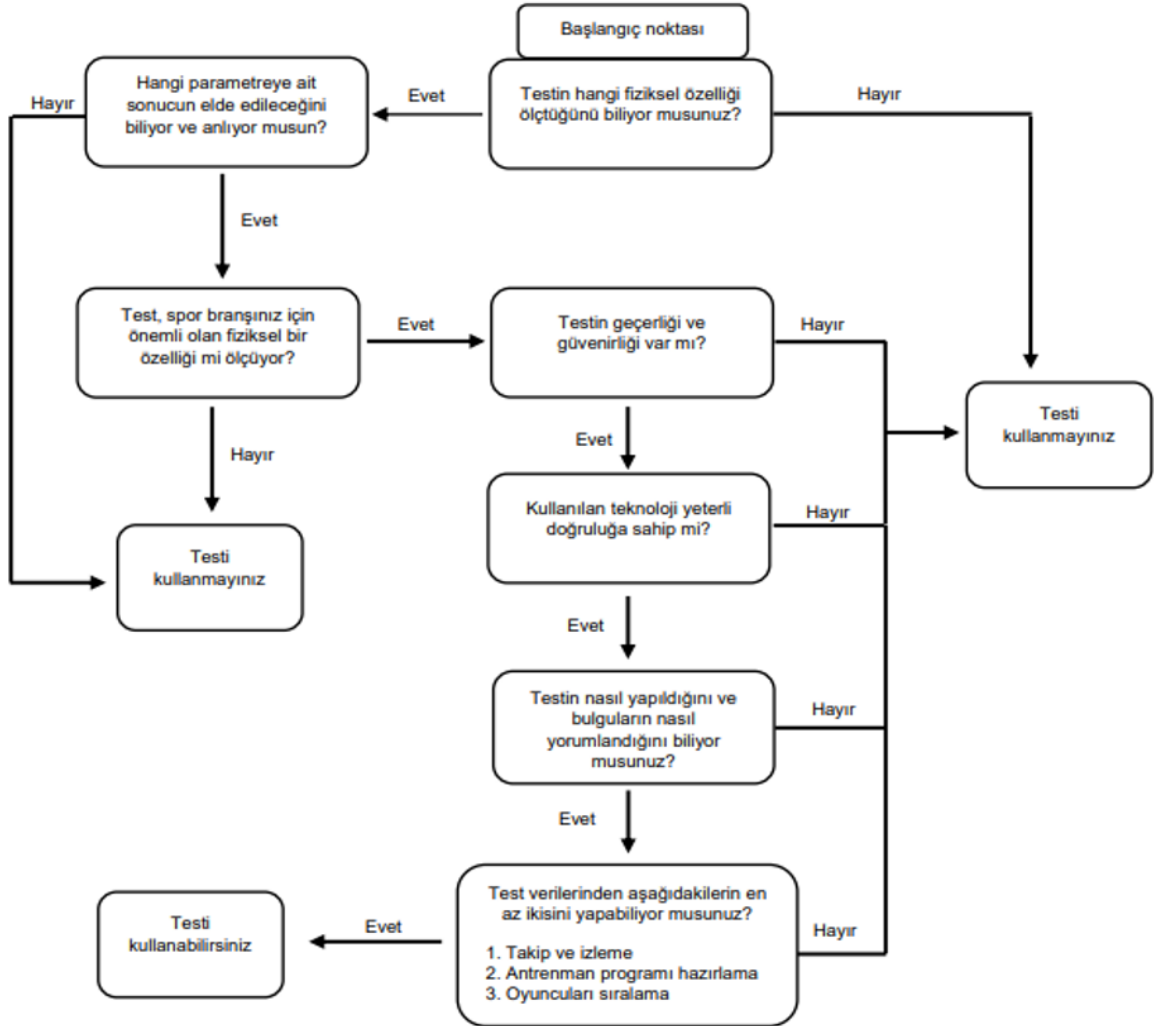 Başlangıç noktası
Testin hangi fiziksel özelliği
ölçtüğünü biliyor musunuz?
Evet
Hayır
Hangi parametreye ait
sonucun elde edileceğini
biliyor ve anlıyor musun?
Hayır
Evet
Test, spor branşınız için
önemli olan fiziksel bir
özelliği mi ölçüyor?
Evet
Hayır
Testi
kullanmayınız
Testin geçerliği ve
güvenirliği var mı?
Hayır
Evet
Testi
kullanmayınız
Kullanılan teknoloji yeterli
doğruluğa sahip mi?
Hayır
Evet
Testin nasıl yapıldığını ve
bulguların nasıl
yorumlandığını biliyor
musunuz?
Hayır
Evet
Test verilerinden aşağıdakilerin en
az ikisini yapabiliyor musunuz?
1. Takip ve izleme
2. Antrenman programı hazırlama
3. Oyuncuları sıralama
Hayır
Evet
Testi
kullanabilirsiniz